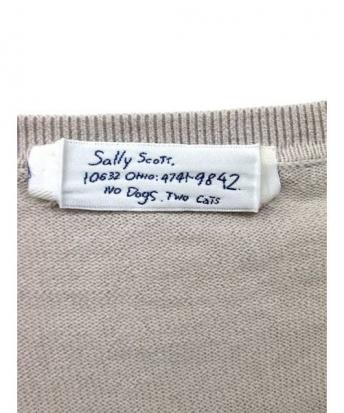 Sally Scott.
10632 OHIO: 4741-9842
NO DOGS. TWO CATS